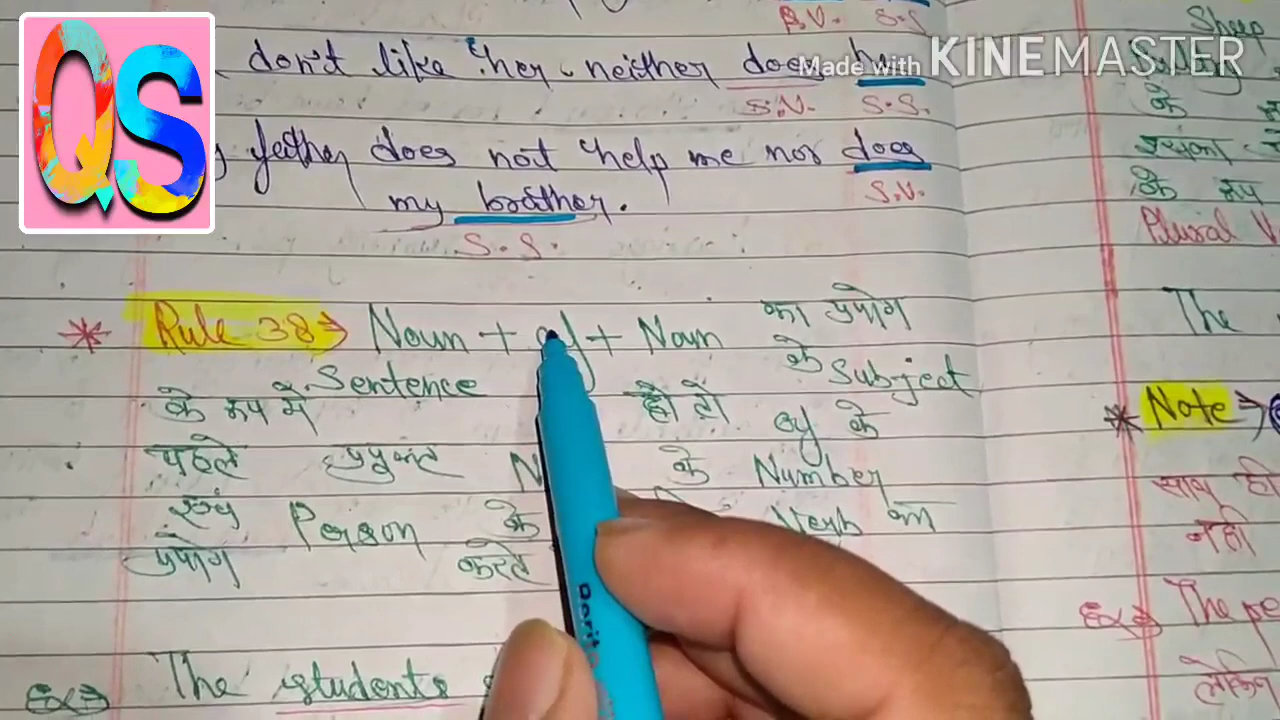 QS
Made with KINEMASTER
S.V. S.S
don't like her. neither does he
S.V. S.S.
father does not help me nor does
S.V.
my brother.
S.S.
* Rule 38⇒ Noun + of + Noun का प्रयोग
Sentence के Subject
के रूप में हो तो of के
पहले प्रयुक्त के Number
एवं Person के Verb का
प्रयोग करते
Ex⇒ The students
Sheep
के
के रूप
Plural V
The
* Note⇒
साथ ही
नहीं
Ex⇒ The pe
लेकिन